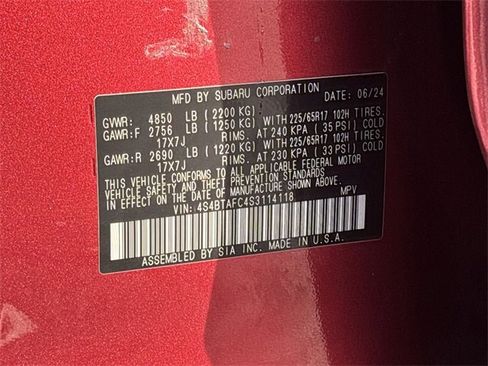 MFD BY SUBARU CORPORATION DATE: 06/24
GVWR: 4850 LB (2200 KG)
GAWR:F 2756 LB (1250 KG) WITH 225/65R17 102H TIRES,
17X7J RIMS, AT 240 KPA (35 PSI) COLD
GAWR:R 2690 LB (1220 KG) WITH 225/65R17 102H TIRES,
17X7J RIMS, AT 230 KPA (33 PSI) COLD
THIS VEHICLE CONFORMS TO ALL APPLICABLE FEDERAL MOTOR
VEHICLE SAFETY AND THEFT PREVENTION STANDARDS
IN EFFECT ON THE DATE OF MANUFACTURE SHOWN ABOVE.
VIN: 4S4BTAFC4S3114118 MPV
ASSEMBLED BY SIA INC. MADE IN U.S.A.